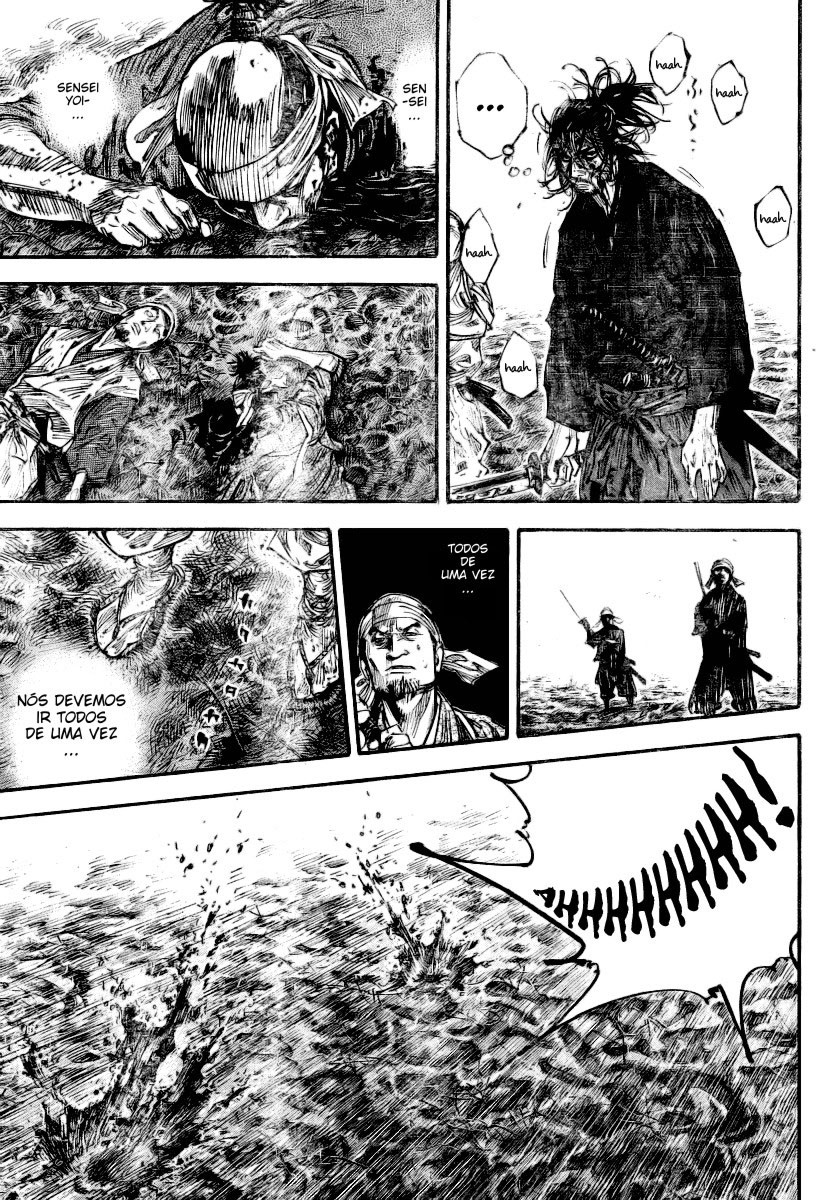 haah
haah
ふ〜
...
haah
haah
haah
SEN
-SEI
...
SENSEI
YOI-
...
TODOS
DE
UMA VEZ
...
NÓS DEVEMOS
IR TODOS
DE UMA VEZ
...
AHHHHHHHH!